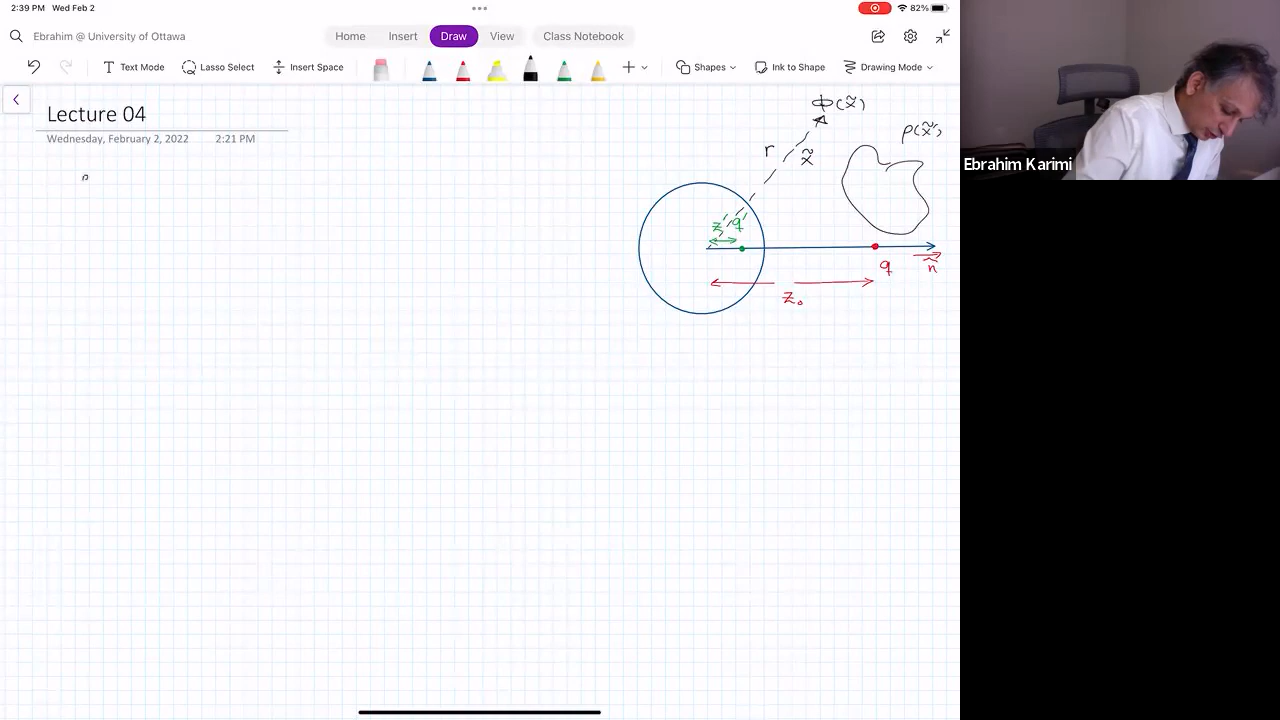 2:39 PM Wed Feb 2
82%
Ebrahim @ University of Ottawa
Home Insert Draw View Class Notebook
Text Mode Lasso Select Insert Space Shapes Ink to Shape Drawing Mode
Lecture 04
Wednesday, February 2, 2022 2:21 PM
Φ(x̃)
ρ(x̃')
r
x̃
z' q'
q
n
z₀
Ebrahim Karimi